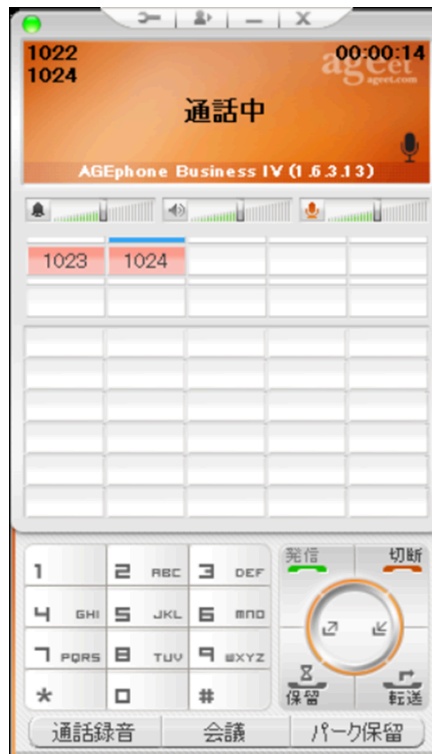 1022
1024
00:00:14
ageet
ageet.com
通話中
AGEphone Business IV (1.6.3.13)
1023 1024
発信 切断
1 2 ABC 3 DEF
4 GHI 5 JKL 6 MNO
7 PQRS 8 TUV 9 WXYZ
* 0 #
保留 転送
通話録音 会議 パーク保留